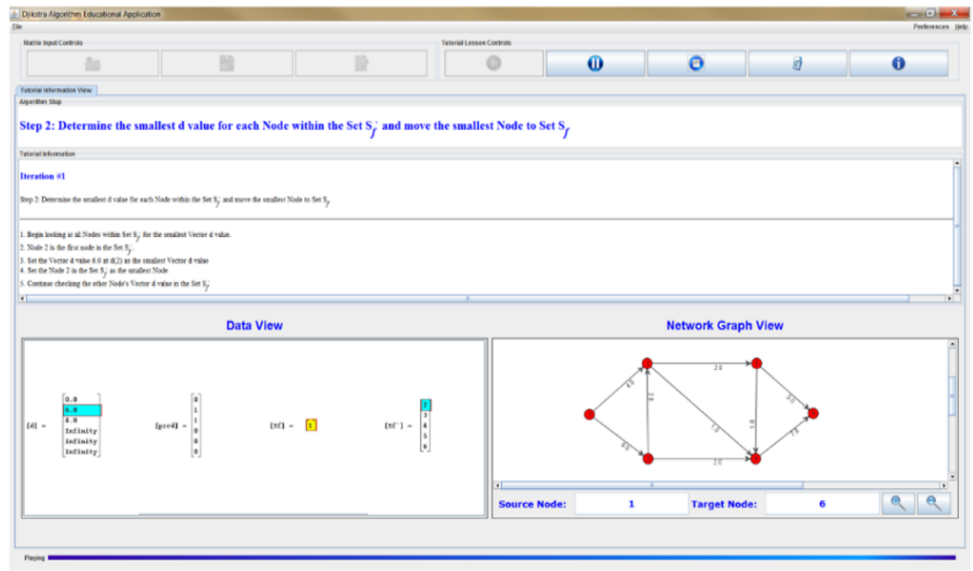 Djikstra Algorithm Educational Application
File
Preferences Help
Matrix Input Controls
Tutorial Lesson Controls
Tutorial Information View
Algorithm Step
Step 2: Determine the smallest d value for each Node within the Set Sf' and move the smallest Node to Set Sf
Tutorial Information
Iteration #1
Step 2: Determine the smallest d value for each Node within the Set Sf' and move the smallest Node to Set Sf
1. Begin looking at all Nodes within Set Sf' for the smallest Vector d value.
2. Node 2 is the first node in the Set Sf'.
3. Set the Vector d value 6.0 at d(2) as the smallest Vector d value
4. Set the Node 2 in the Set Sf' as the smallest Node
5. Continue checking the other Node's Vector d value in the Set Sf'
Data View
Network Graph View
[d] =
0.0
6.0
8.0
Infinity
Infinity
Infinity
[pred] =
0
1
1
0
0
0
[Sf] =
1
[Sf'] =
2
3
4
5
6
2.0
2.0
Source Node: 1 Target Node: 6
Playing